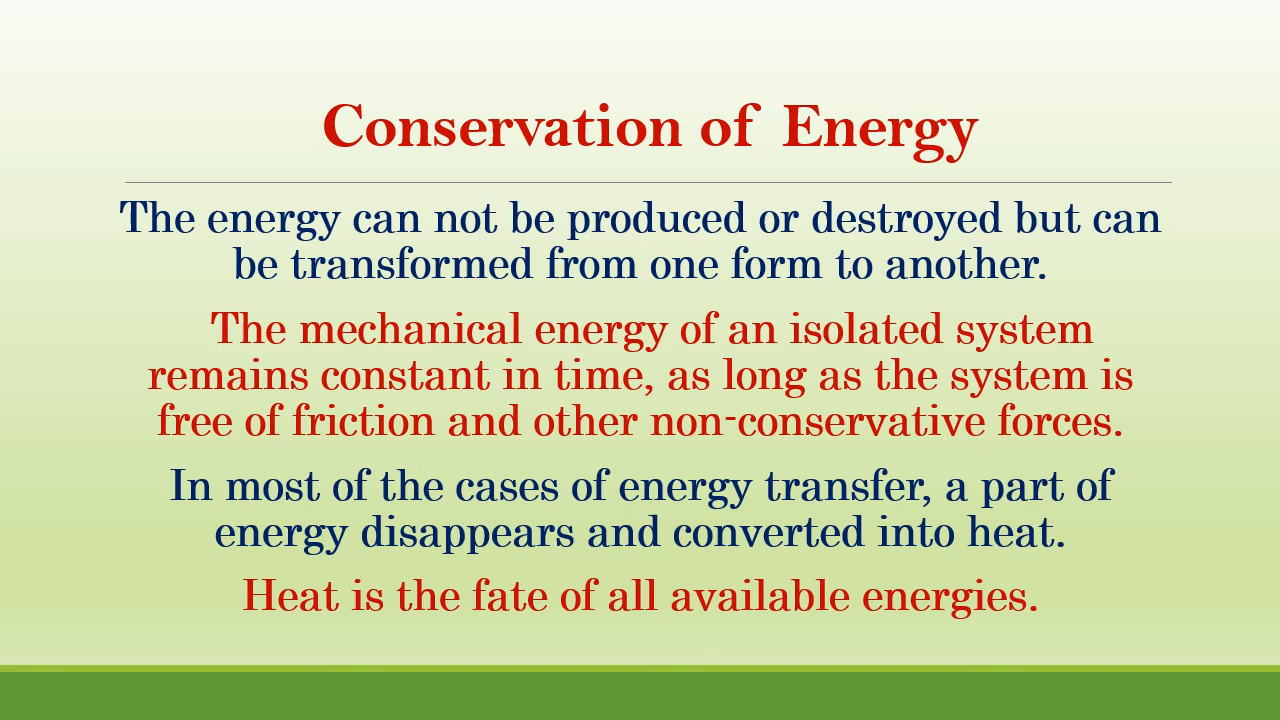 Conservation of Energy
The energy can not be produced or destroyed but can
be transformed from one form to another.
The mechanical energy of an isolated system
remains constant in time, as long as the system is
free of friction and other non-conservative forces.
In most of the cases of energy transfer, a part of
energy disappears and converted into heat.
Heat is the fate of all available energies.